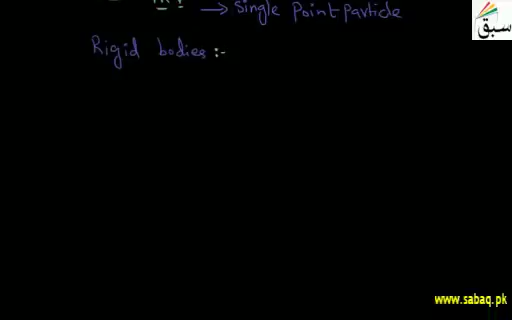 → Single Point Particle
Rigid bodies :-
سبق
www.sabaq.pk